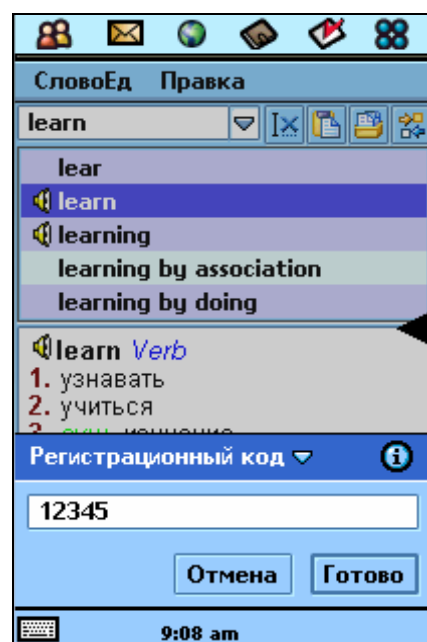 СловоЕд Правка
learn
lear
learn
learning
learning by association
learning by doing
learn Verb
1. узнавать
2. учиться
3.
Регистрационный код
12345
Отмена Готово
9:08 am